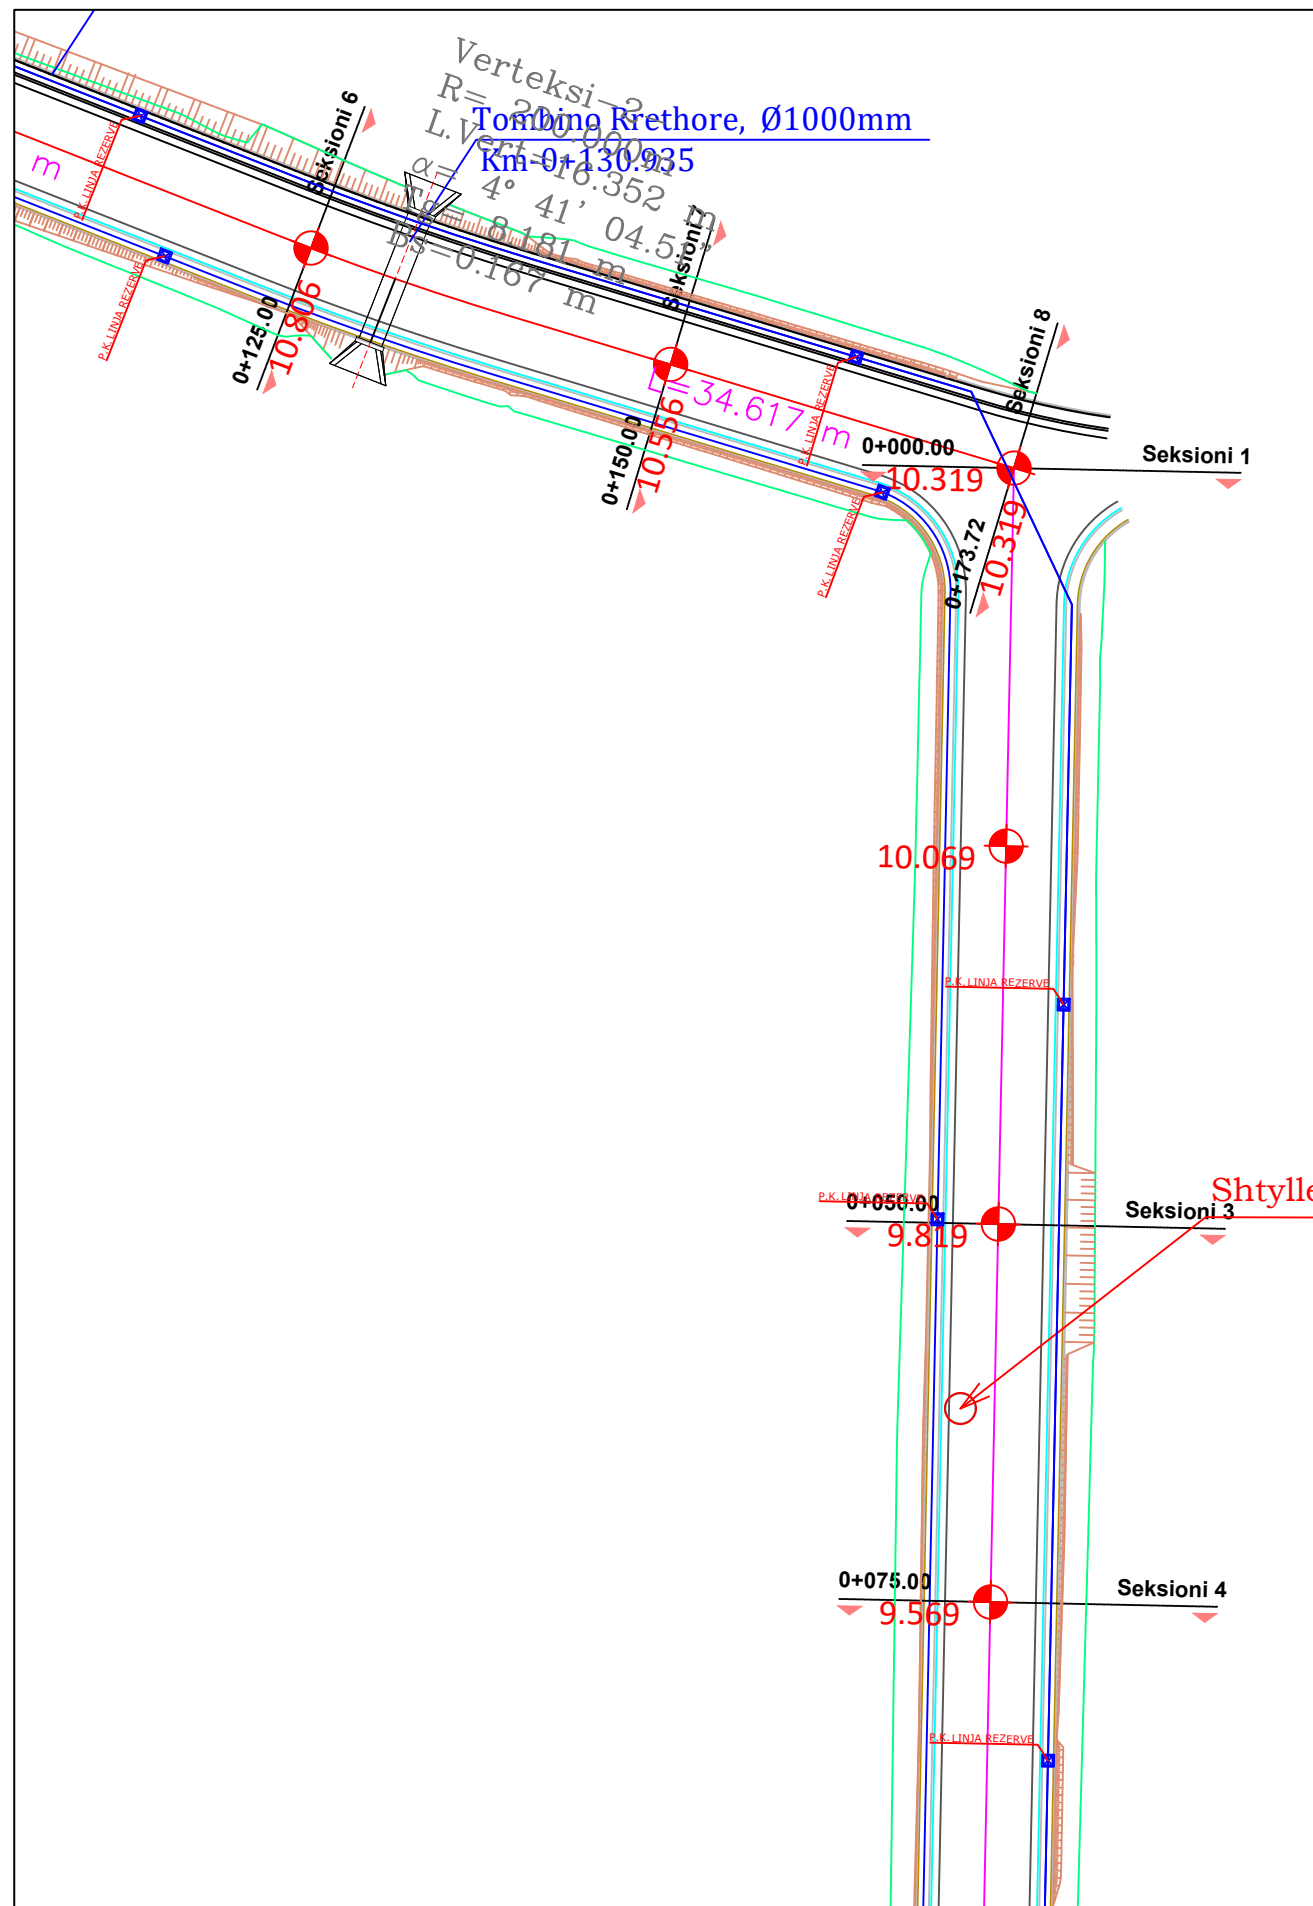 Verteksi-2-
R= 200.000m
L.Vert=16.352 m
α= 4° 41' 04.51"
Tg= 8.181 m
Bs=0.167 m
Tombino Rrethore, Ø1000mm
Km-0+130.935
Seksioni 6
P.K. LINJA REZERVE
m
P.K. LINJA REZERVE
0+125.00
10.806
Seksioni 7
L=34.617 m
0+150.00
10.556
P.K. LINJA REZERVE
Seksioni 8
0+000.00
Seksioni 1
10.319
P.K. LINJA REZERVE
0+173.72
10.319
10.069
P.K. LINJA REZERVE
P.K. LINJA REZERVE
0+050.00
Seksioni 3
9.819
Shtylle
0+075.00
Seksioni 4
9.569
P.K. LINJA REZERVE